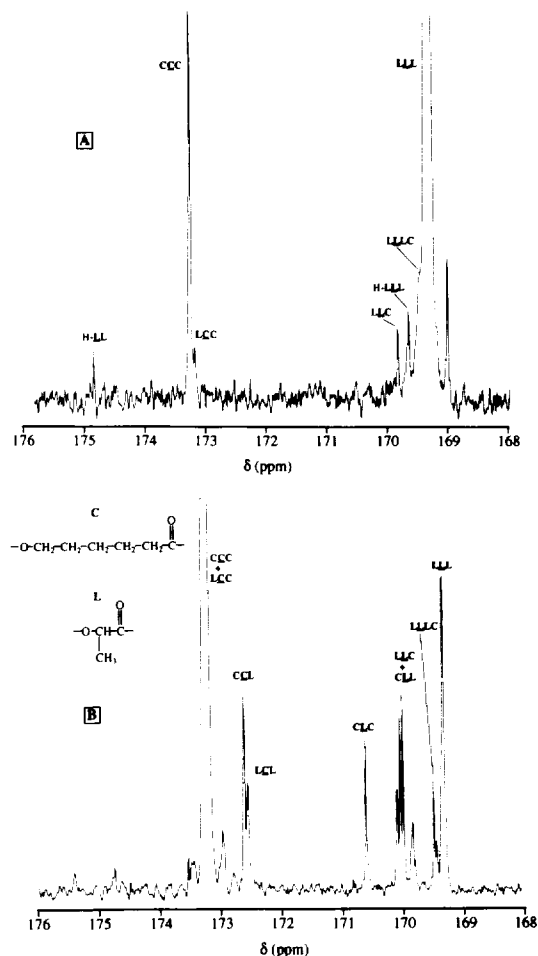 CCC
LLL
A
LLLC
H-LLL
LLC
H-LL
LCC
176 175 174 173 172 171 170 169 168
δ (ppm)
C
O
–O–CH₂–CH₂–CH₂–CH₂–CH₂–C–
L
O
–O–CH–C–
CH₃
CCC
+
LCC
LLL
LLLC
LLC
+
CLL
CCL
CLC
LCL
B
176 175 174 173 172 171 170 169 168
δ (ppm)